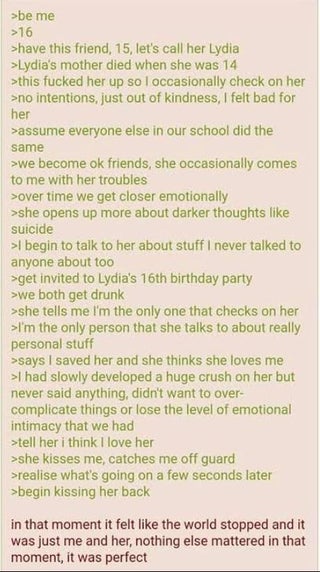 >be me
>16
>have this friend, 15, let's call her Lydia
>Lydia's mother died when she was 14
>this fucked her up so I occasionally check on her
>no intentions, just out of kindness, I felt bad for
her
>assume everyone else in our school did the
same
>we become ok friends, she occasionally comes
to me with her troubles
>over time we get closer emotionally
>she opens up more about darker thoughts like
suicide
>I begin to talk to her about stuff I never talked to
anyone about too
>get invited to Lydia's 16th birthday party
>we both get drunk
>she tells me I'm the only one that checks on her
>I'm the only person that she talks to about really
personal stuff
>says I saved her and she thinks she loves me
>I had slowly developed a huge crush on her but
never said anything, didn't want to over-
complicate things or lose the level of emotional
intimacy that we had
>tell her i think I love her
>she kisses me, catches me off guard
>realise what's going on a few seconds later
>begin kissing her back
in that moment it felt like the world stopped and it
was just me and her, nothing else mattered in that
moment, it was perfect